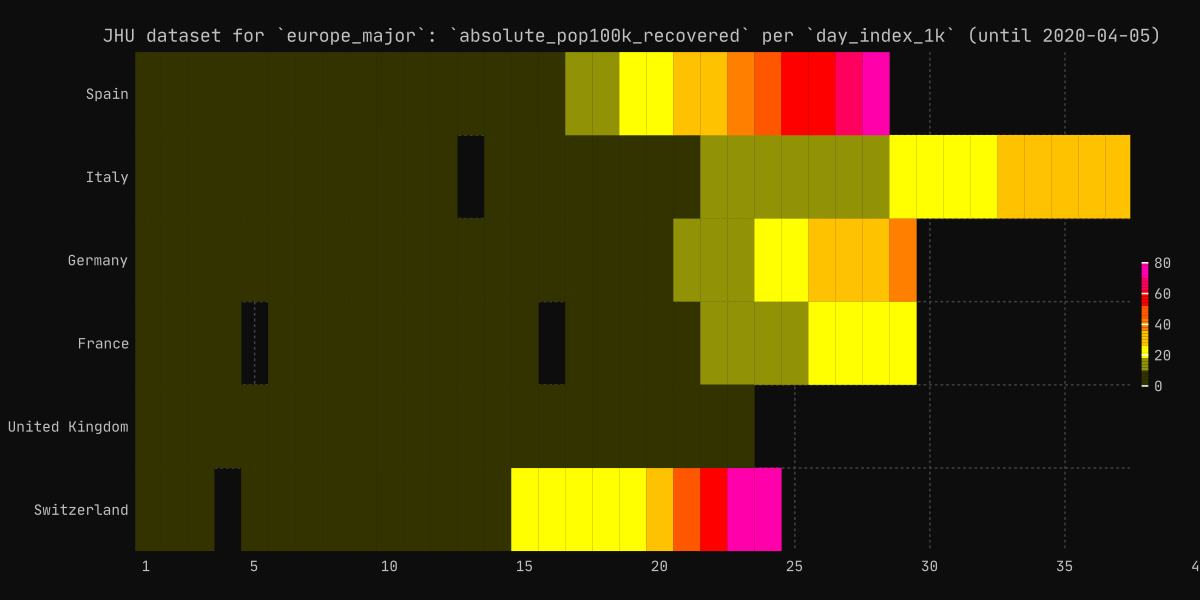 JHU dataset for `europe_major`: `absolute_pop100k_recovered` per `day_index_1k` (until 2020-04-05)
Spain
Italy
Germany
France
United Kingdom
Switzerland
80
60
40
20
0
1 5 10 15 20 25 30 35 4